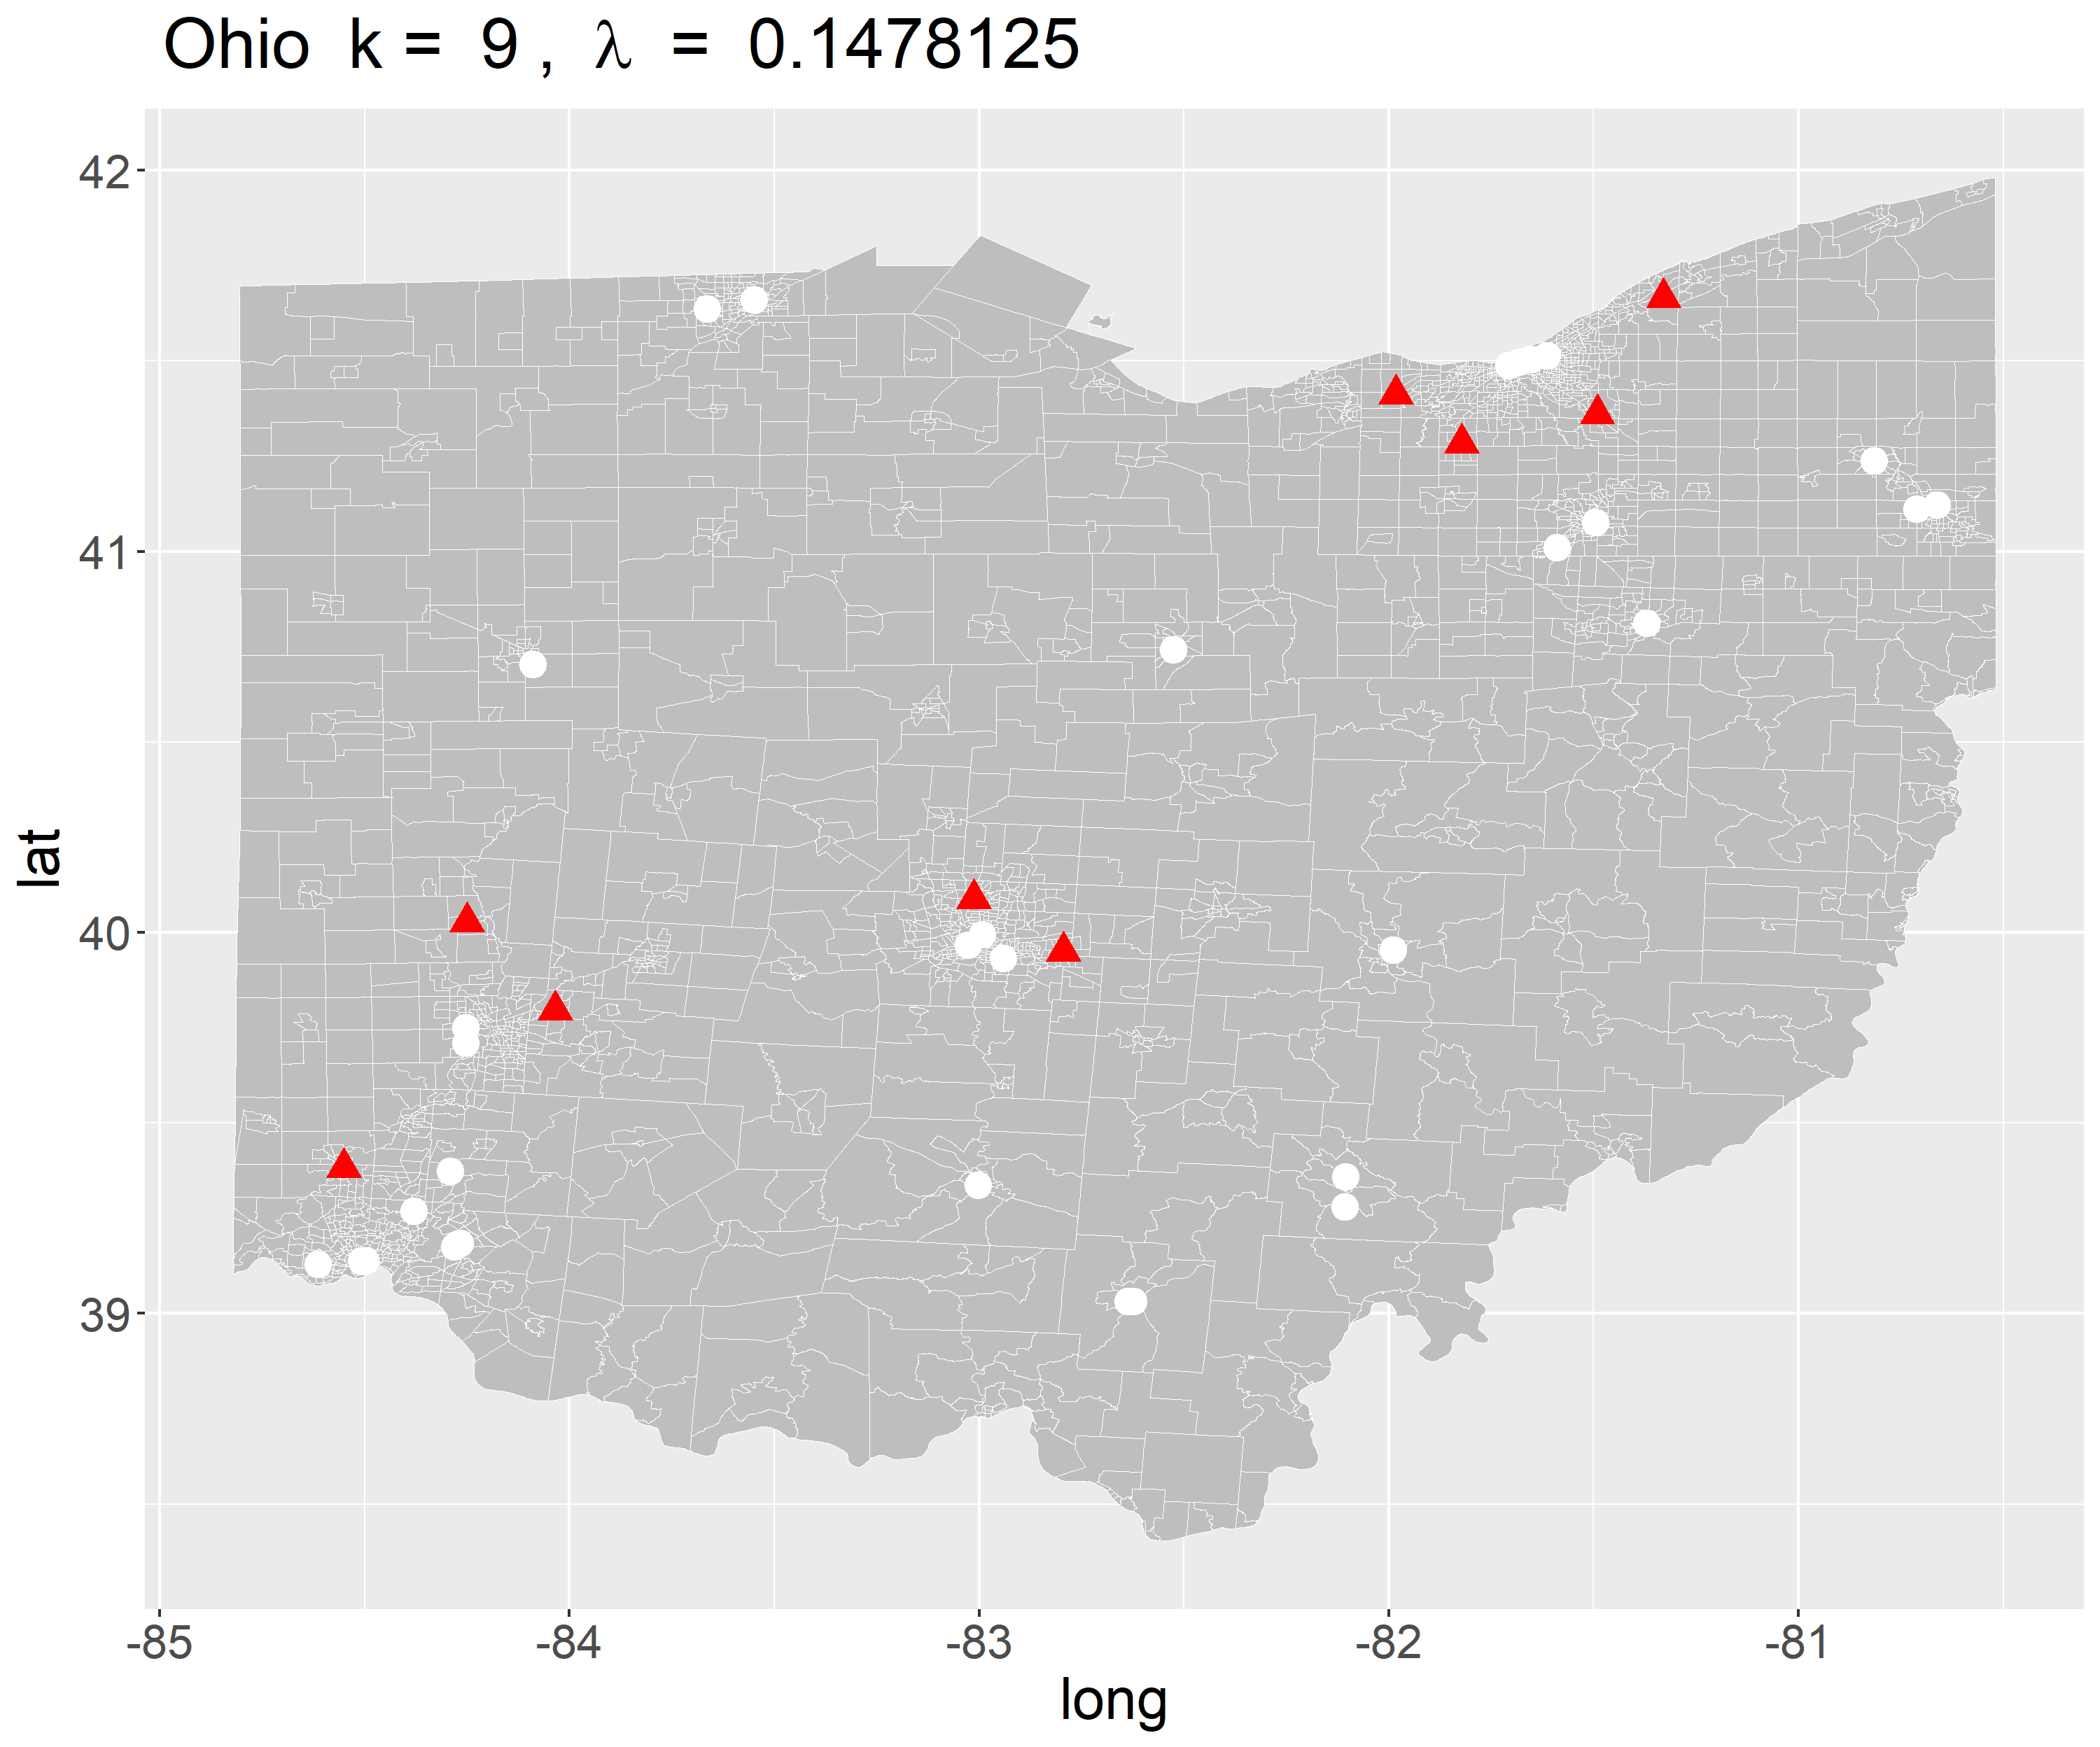 Ohio k = 9 , λ = 0.1478125
42
41
40
39
lat
-85 -84 -83 -82 -81
long